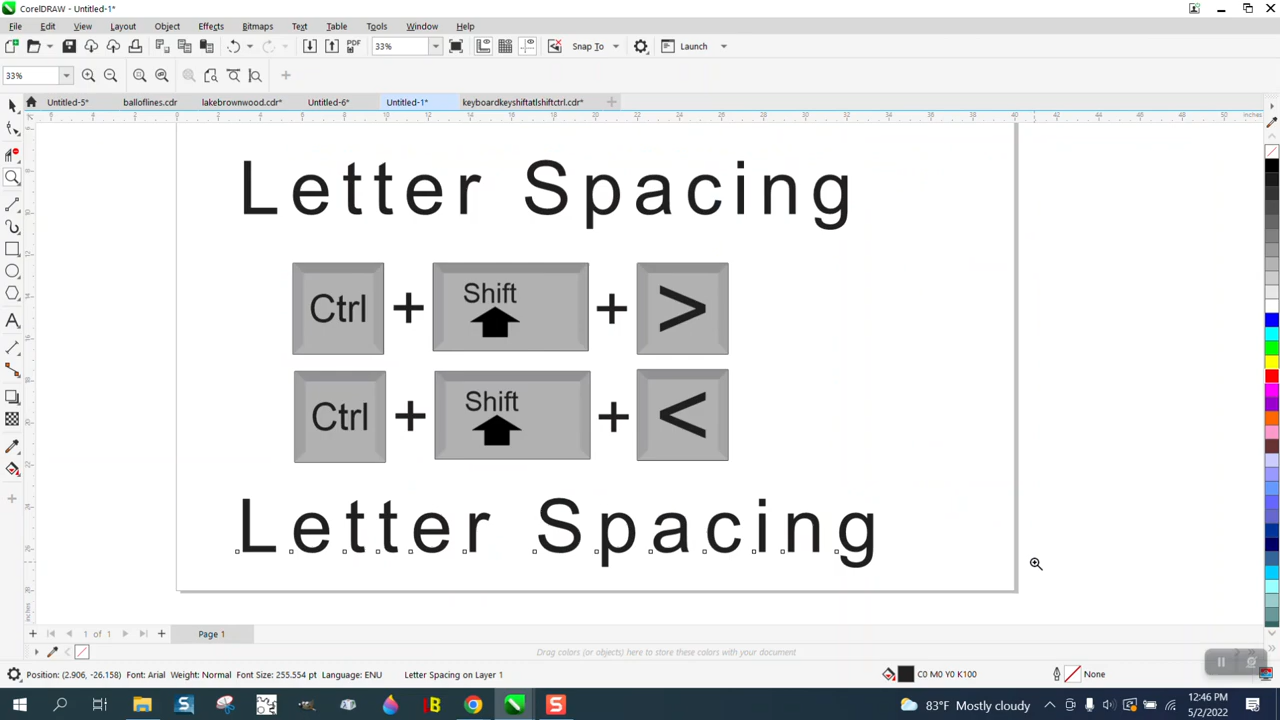 CorelDRAW - Untitled-1*
File Edit View Layout Object Effects Bitmaps Text Table Tools Window Help
PDF 33% Snap To Launch
33%
Untitled-5* balloflines.cdr lakebrownwood.cdr* Untitled-6* Untitled-1* keyboardkeyshiftatlshiftctrl.cdr*
inches
Letter Spacing
Ctrl + Shift + >
Ctrl + Shift + <
Letter Spacing
1 of 1 Page 1
Drag colors (or objects) here to store these colors with your document
Position: (2.906, -26.158) Font: Arial Weight: Normal Font Size: 255.554 pt Language: ENU Letter Spacing on Layer 1 C0 M0 Y0 K100 None
83°F Mostly cloudy 12:46 PM
5/2/2022